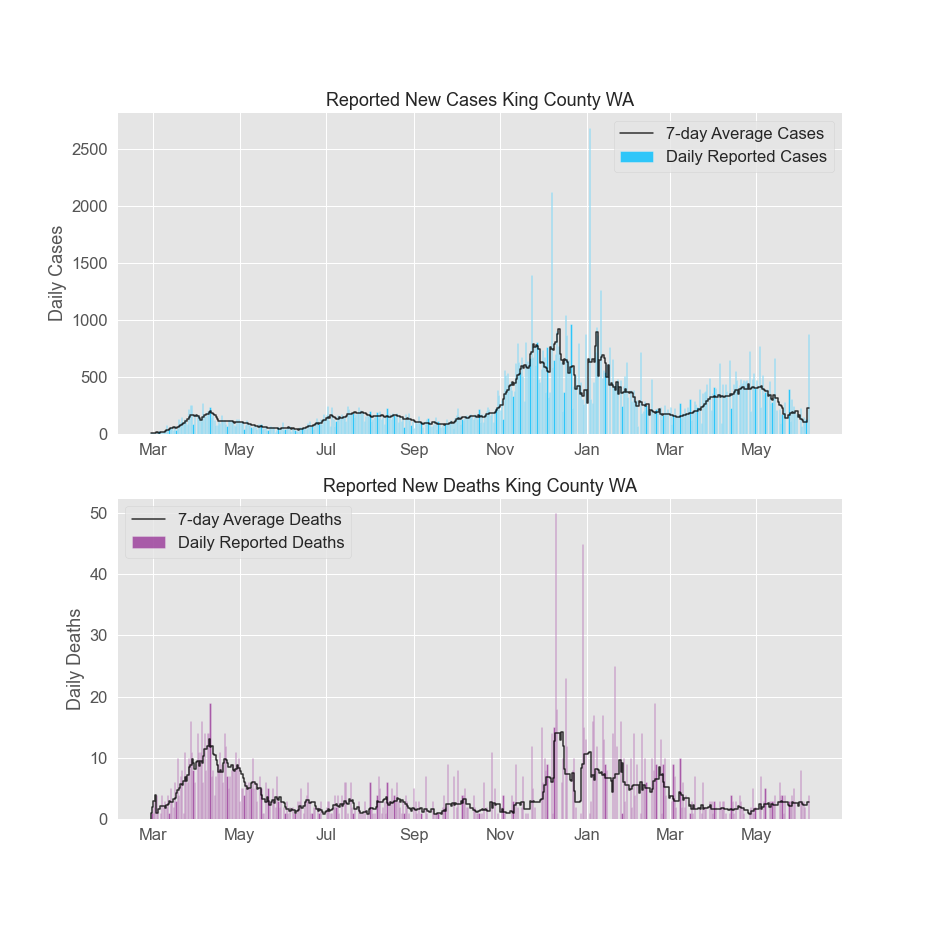 Reported New Cases King County WA
7-day Average Cases
Daily Reported Cases
Daily Cases
2500
2000
1500
1000
500
0
Mar May Jul Sep Nov Jan Mar May
Reported New Deaths King County WA
7-day Average Deaths
Daily Reported Deaths
Daily Deaths
50
40
30
20
10
0
Mar May Jul Sep Nov Jan Mar May